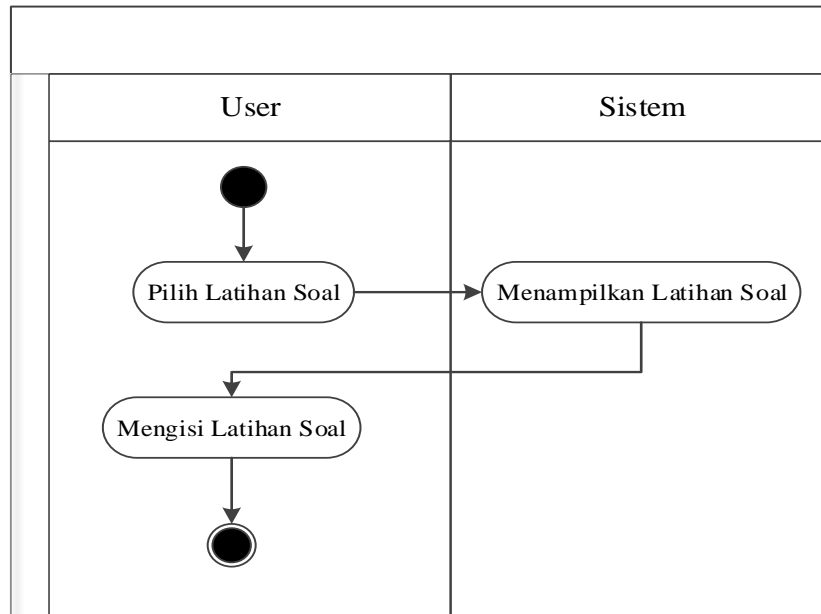 User
Sistem
Pilih Latihan Soal
Menampilkan Latihan Soal
Mengisi Latihan Soal